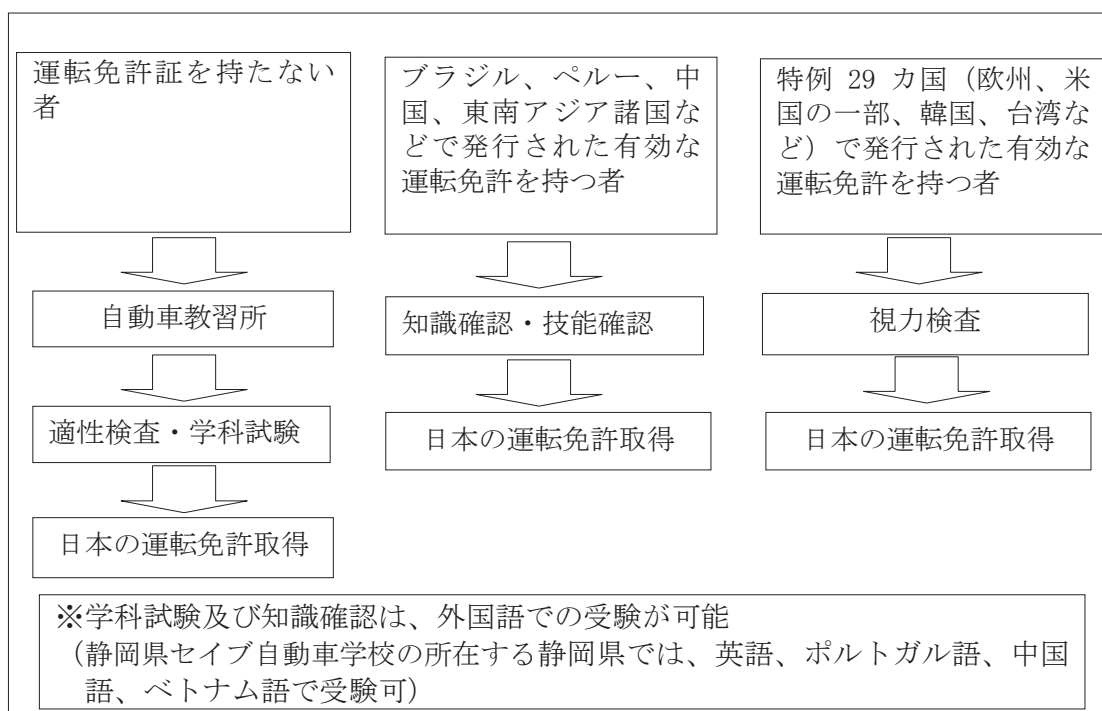 運転免許証を持たない
者
自動車教習所
適性検査・学科試験
日本の運転免許取得
ブラジル、ペルー、中
国、東南アジア諸国な
どで発行された有効な
運転免許を持つ者
知識確認・技能確認
日本の運転免許取得
特例 29 カ国（欧州、米
国の一部、韓国、台湾な
ど）で発行された有効な
運転免許を持つ者
視力検査
日本の運転免許取得
※学科試験及び知識確認は、外国語での受験が可能
（静岡県セイブ自動車学校の所在する静岡県では、英語、ポルトガル語、中国
語、ベトナム語で受験可）